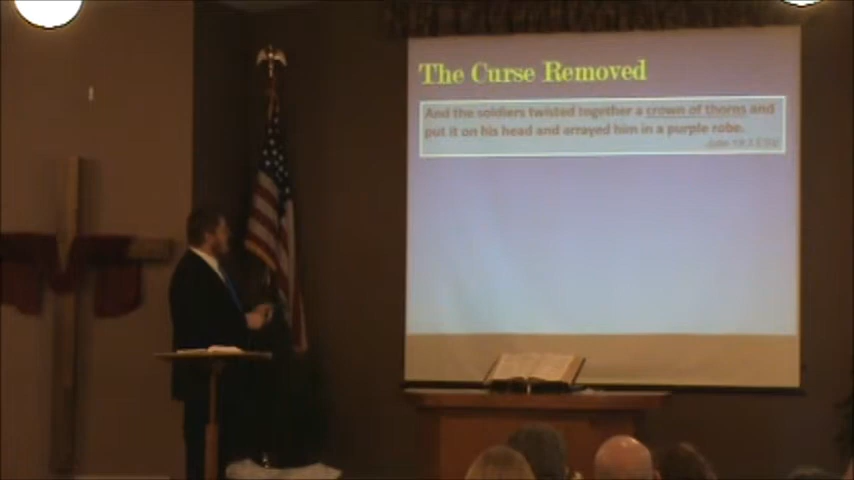 The Curse Removed
And the soldiers twisted together a crown of thorns and
put it on his head and arrayed him in a purple robe.